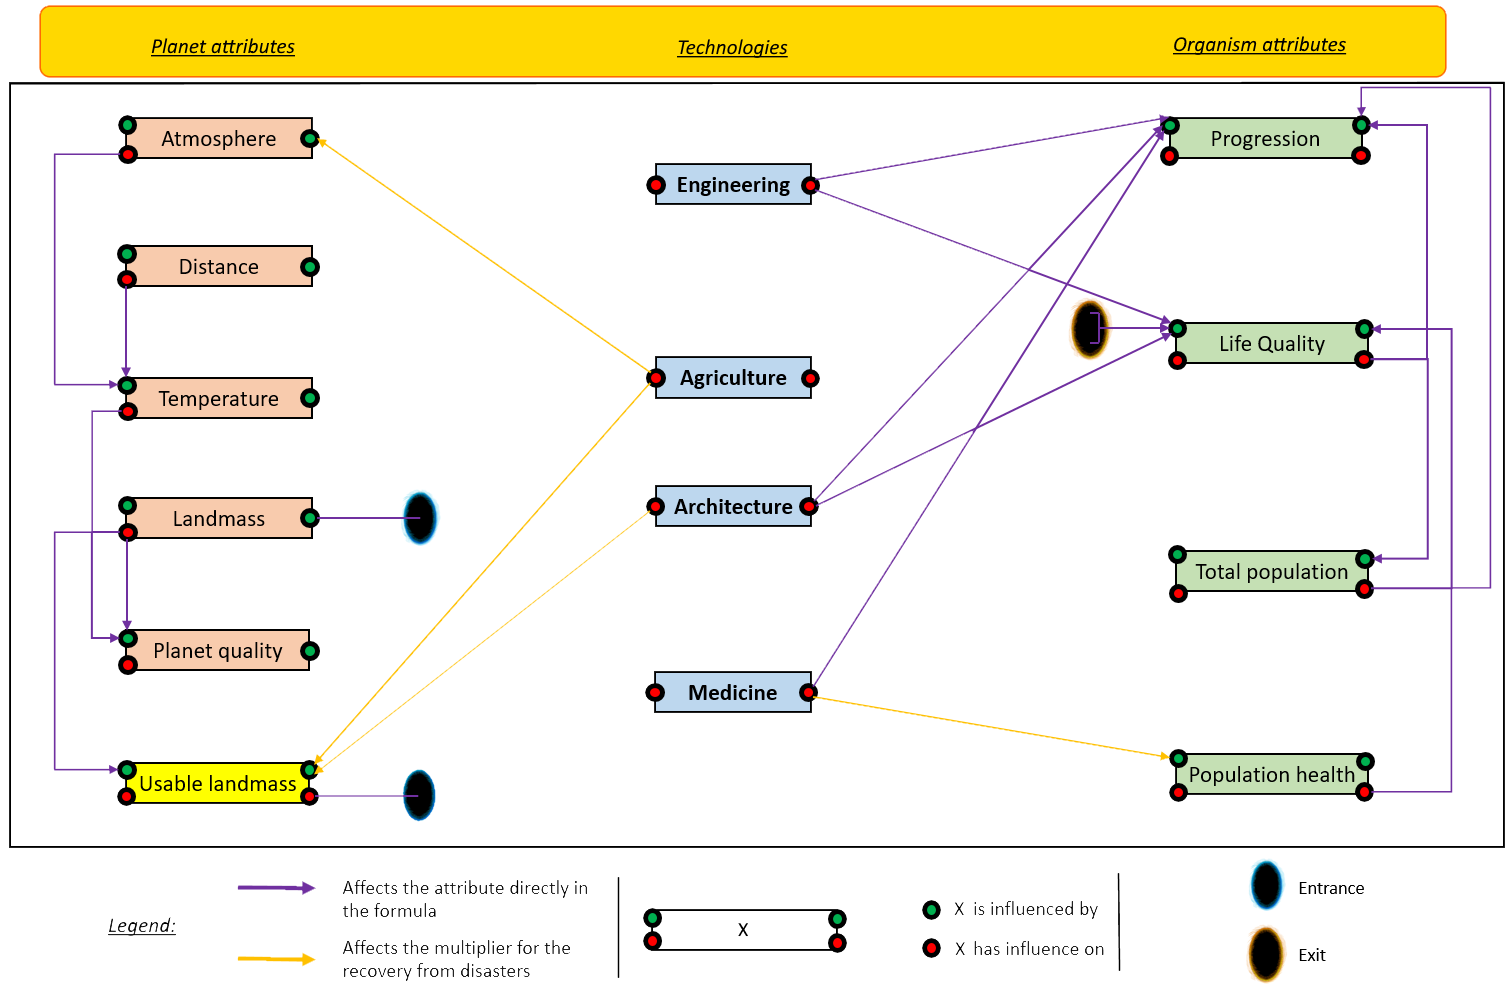 Planet attributes
Technologies
Organism attributes
Atmosphere
Distance
Temperature
Landmass
Planet quality
Usable landmass
Engineering
Agriculture
Architecture
Medicine
Progression
Life Quality
Total population
Population health
Legend:
Affects the attribute directly in
the formula
Affects the multiplier for the
recovery from disasters
X
X is influenced by
X has influence on
Entrance
Exit